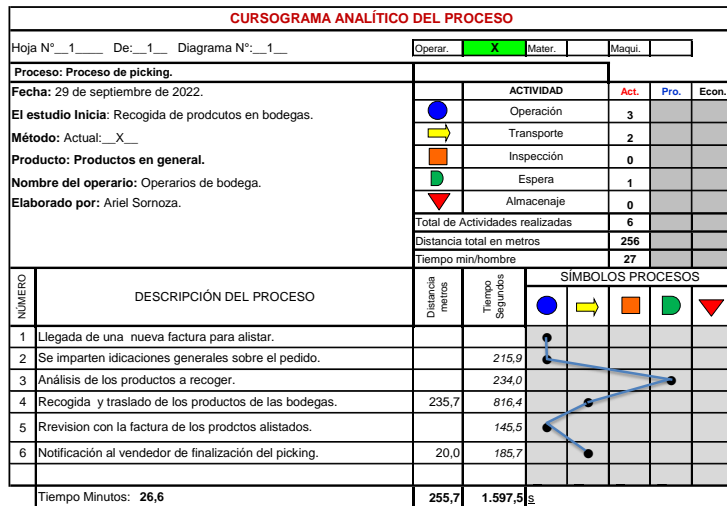 CURSOGRAMA ANALÍTICO DEL PROCESO
Hoja N°__1____ De:__1__ Diagrama N°:__1__ Operar. X Mater. Maqui.
Proceso: Proceso de picking.
Fecha: 29 de septiembre de 2022. ACTIVIDAD Act. Pro. Econ.
El estudio Inicia: Recogida de prodcutos en bodegas. Operación 3
Método: Actual:__X__ Transporte 2
Producto: Productos en general. Inspección 0
Nombre del operario: Operarios de bodega. Espera 1
Elaborado por: Ariel Sornoza. Almacenaje 0
Total de Actividades realizadas 6
Distancia total en metros 256
Tiempo min/hombre 27
NÚMERO DESCRIPCIÓN DEL PROCESO Distancia metros Tiempo Segundos SÍMBOLOS PROCESOS
1 Llegada de una nueva factura para alistar.
2 Se imparten idicaciones generales sobre el pedido. 215,9
3 Análisis de los productos a recoger. 234,0
4 Recogida y traslado de los productos de las bodegas. 235,7 816,4
5 Rrevision con la factura de los prodctos alistados. 145,5
6 Notificación al vendedor de finalización del picking. 20,0 185,7
Tiempo Minutos: 26,6 255,7 1.597,5 s